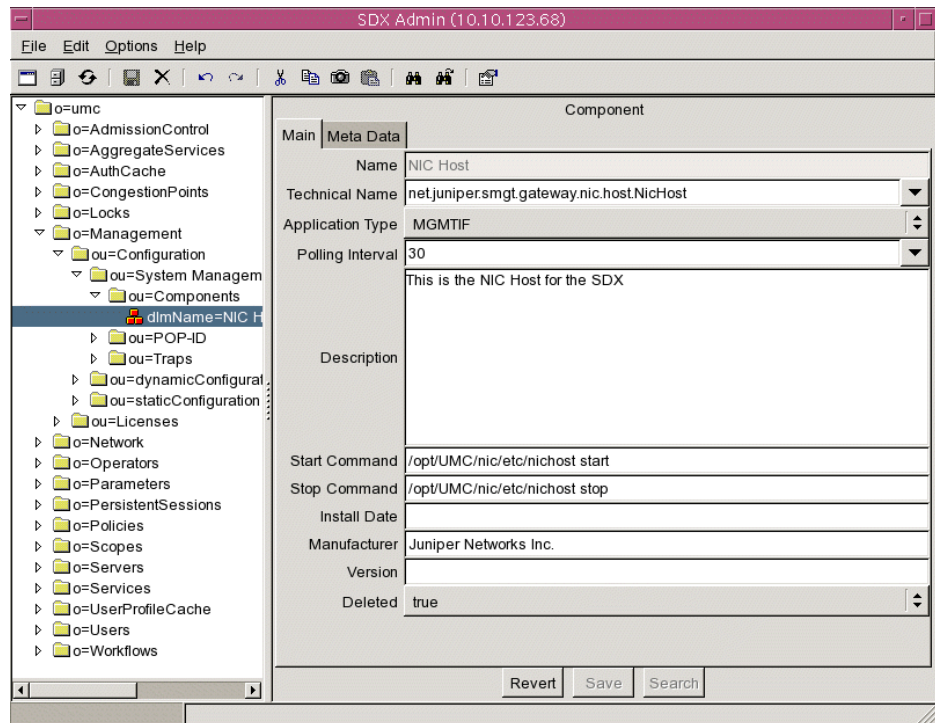 SDX Admin (10.10.123.68)
File Edit Options Help
o=umc
o=AdmissionControl
o=AggregateServices
o=AuthCache
o=CongestionPoints
o=Locks
o=Management
ou=Configuration
ou=System Managem
ou=Components
dlmName=NIC H
ou=POP-ID
ou=Traps
ou=dynamicConfigurat
ou=staticConfiguration
ou=Licenses
o=Network
o=Operators
o=Parameters
o=PersistentSessions
o=Policies
o=Scopes
o=Servers
o=Services
o=UserProfileCache
o=Users
o=Workflows
Component
Main Meta Data
Name NIC Host
Technical Name net.juniper.smgt.gateway.nic.host.NicHost
Application Type MGMTIF
Polling Interval 30
Description This is the NIC Host for the SDX
Start Command /opt/UMC/nic/etc/nichost start
Stop Command /opt/UMC/nic/etc/nichost stop
Install Date
Manufacturer Juniper Networks Inc.
Version
Deleted true
Revert Save Search